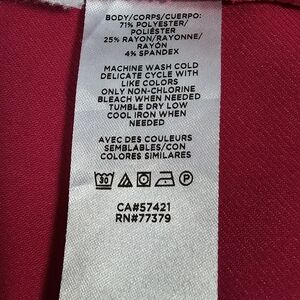 BODY/CORPS/CUERPO:
71% POLYESTER/
POLIÉSTER
25% RAYON/RAYONNE/
RAYÓN
4% SPANDEX
MACHINE WASH COLD
DELICATE CYCLE WITH
LIKE COLORS
ONLY NON-CHLORINE
BLEACH WHEN NEEDED
TUMBLE DRY LOW
COOL IRON WHEN
NEEDED
AVEC DES COULEURS
SEMBLABLES/CON
COLORES SIMILARES
P
CA#57421
RN#77379